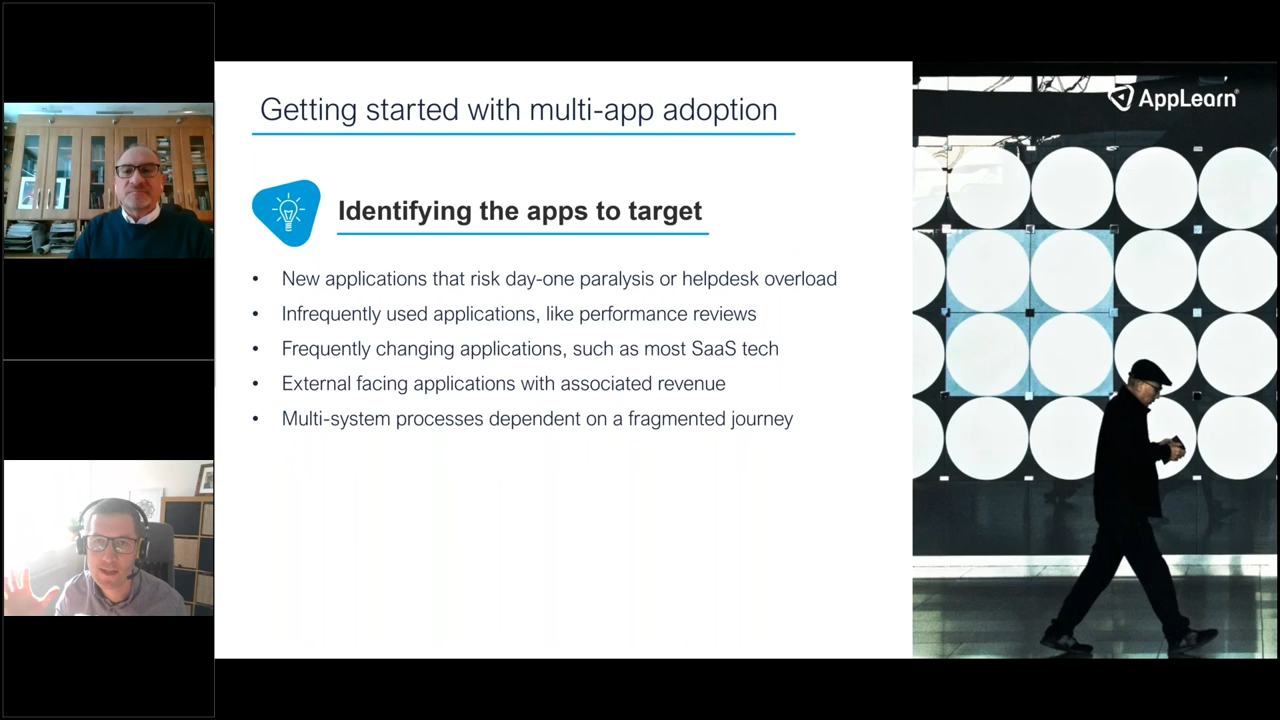 Getting started with multi-app adoption
AppLearn®
Identifying the apps to target
• New applications that risk day-one paralysis or helpdesk overload
• Infrequently used applications, like performance reviews
• Frequently changing applications, such as most SaaS tech
• External facing applications with associated revenue
• Multi-system processes dependent on a fragmented journey